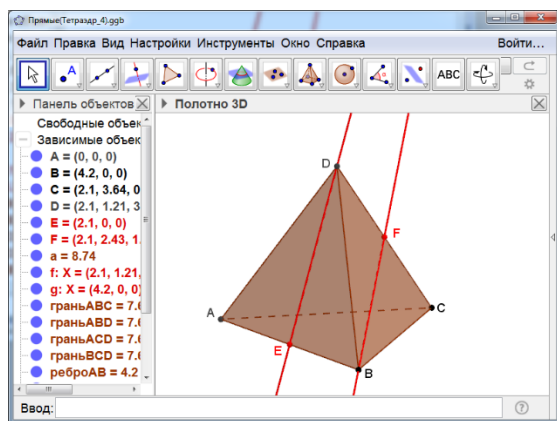 Прямые(Тетраэдр_4).ggb
Файл Правка Вид Настройки Инструменты Окно Справка Войти...
ABC
Панель объектов
Полотно 3D
Свободные объек
Зависимые объек
A = (0, 0, 0)
B = (4.2, 0, 0)
C = (2.1, 3.64, 0
D = (2.1, 1.21, 3
E = (2.1, 0, 0)
F = (2.1, 2.43, 1.
a = 8.74
f: X = (2.1, 1.21,
g: X = (4.2, 0, 0)
граньABC = 7.6
граньABD = 7.6
граньACD = 7.6
граньBCD = 7.6
реброAB = 4.2
D
F
A
C
E
B
Ввод: